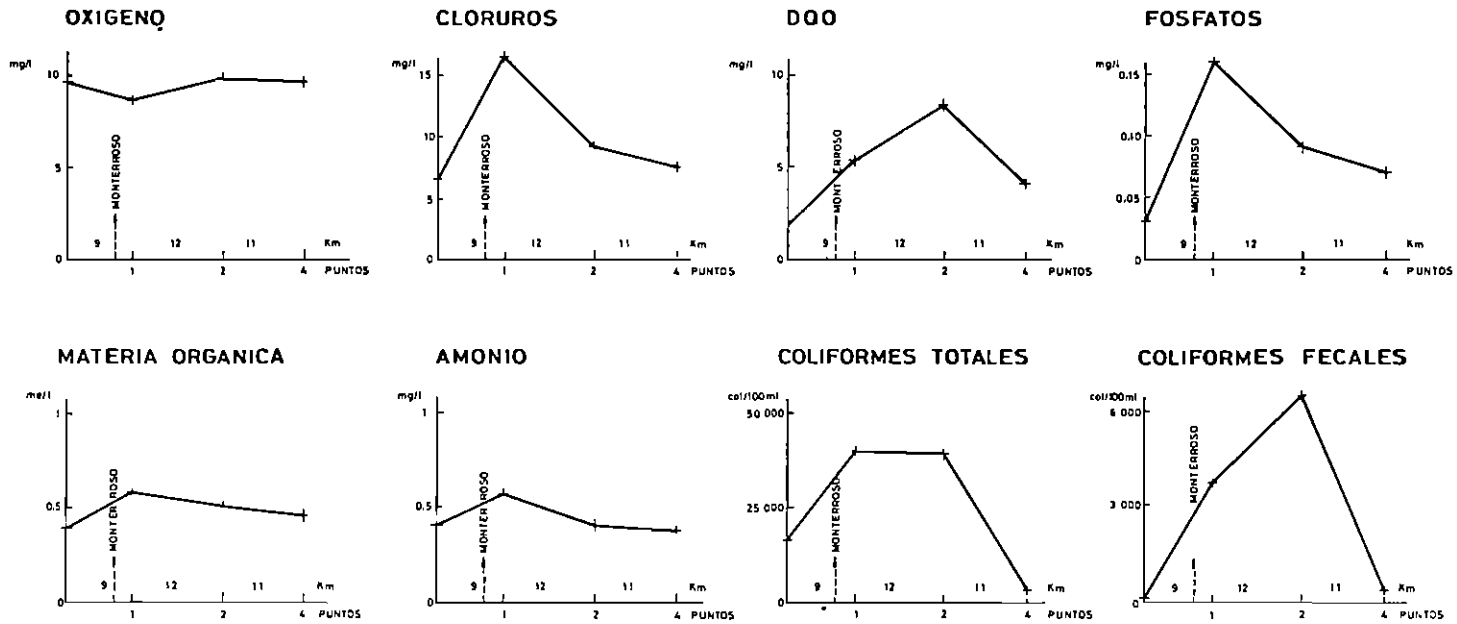 OXIGENO
mg/l
10
5
0
MONTERROSO
9 12 11 Km
1 2 4 PUNTOS
CLORUROS
mg/l
15
10
5
0
MONTERROSO
9 12 11 Km
1 2 4 PUNTOS
DQO
mg/l
10
5
0
MONTERROSO
9 12 11 Km
1 2 4 PUNTOS
FOSFATOS
mg/l
0,15
0,10
0,05
0
MONTERROSO
9 12 11 Km
1 2 4 PUNTOS
MATERIA ORGANICA
me/l
1
0.5
0
MONTERROSO
9 12 11 Km
1 2 4 PUNTOS
AMONIO
mg/l
1
0.5
0
MONTERROSO
9 12 11 Km
1 2 4 PUNTOS
COLIFORMES TOTALES
col/100ml
50 000
25 000
0
MONTERROSO
9 12 11 Km
1 2 4 PUNTOS
COLIFORMES FECALES
col/100ml
6 000
3 000
0
MONTERROSO
9 12 11 Km
1 2 4 PUNTOS